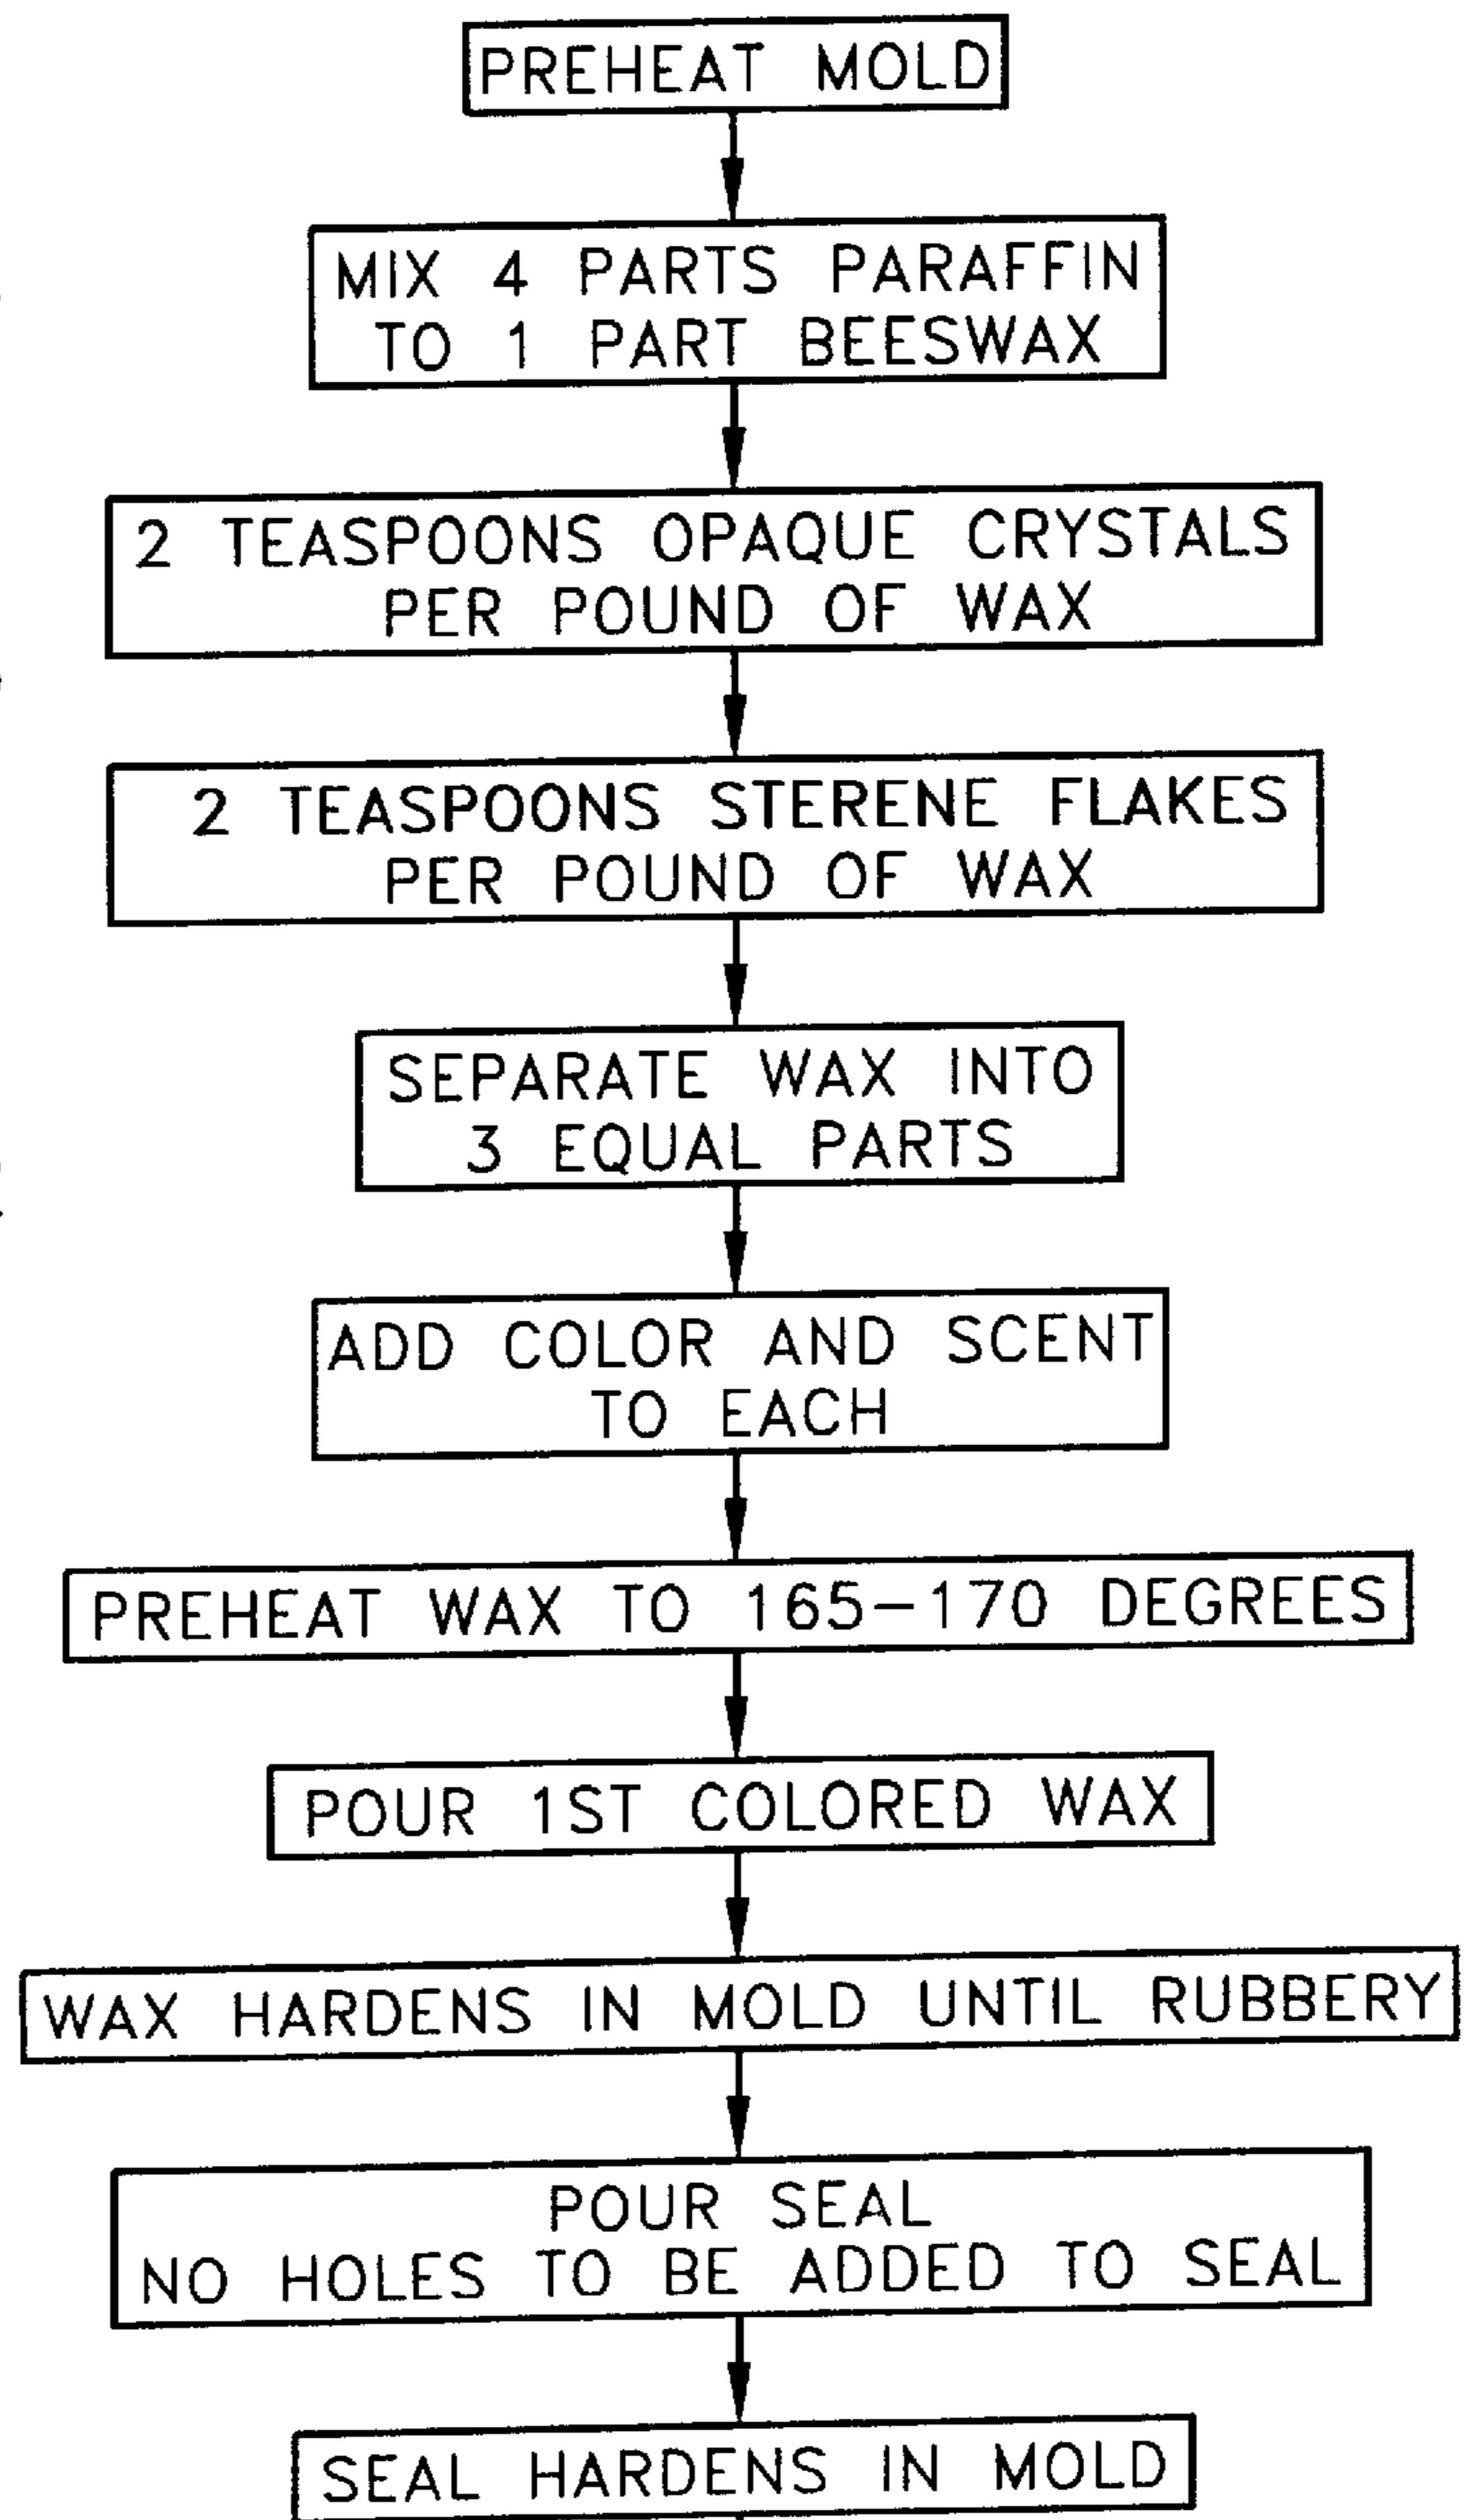 PREHEAT MOLD
MIX 4 PARTS PARAFFIN
TO 1 PART BEESWAX
2 TEASPOONS OPAQUE CRYSTALS
PER POUND OF WAX
2 TEASPOONS STERENE FLAKES
PER POUND OF WAX
SEPARATE WAX INTO
3 EQUAL PARTS
ADD COLOR AND SCENT
TO EACH
PREHEAT WAX TO 165-170 DEGREES
POUR 1ST COLORED WAX
WAX HARDENS IN MOLD UNTIL RUBBERY
POUR SEAL
NO HOLES TO BE ADDED TO SEAL
SEAL HARDENS IN MOLD